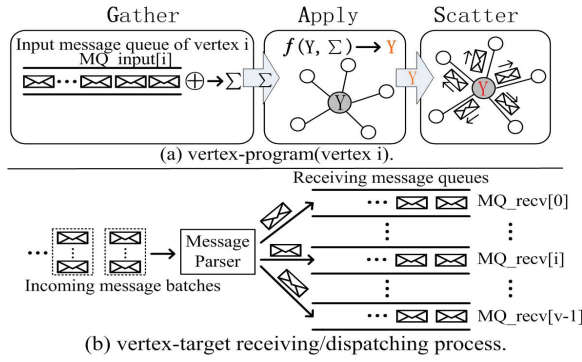 Gather
Apply
Scatter
Input message queue of vertex i
MQ_input[i]
··· ⊕ → Σ
Σ
f(Y, Σ) → Y
Y
Y
Y
(a) vertex-program(vertex i).
Receiving message queues
··· MQ_recv[0]
Message
Parser
··· MQ_recv[i]
Incoming message batches
··· MQ_recv[v-1]
(b) vertex-target receiving/dispatching process.